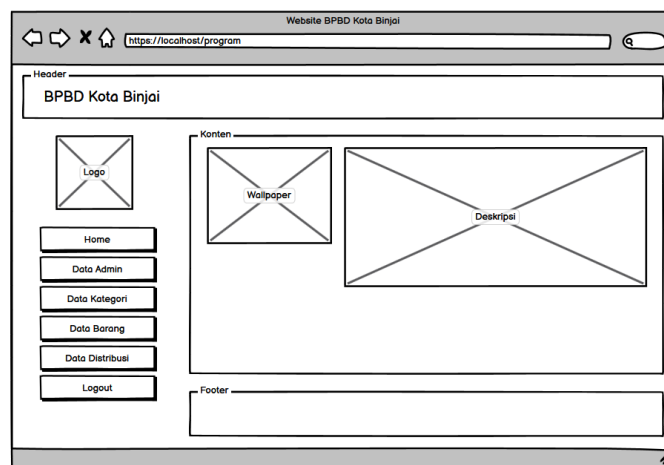 Website BPBD Kota Binjai
https://localhost/program
Header
BPBD Kota Binjai
Logo
Home
Data Admin
Data Kategori
Data Barang
Data Distribusi
Logout
Konten
Wallpaper
Deskripsi
Footer